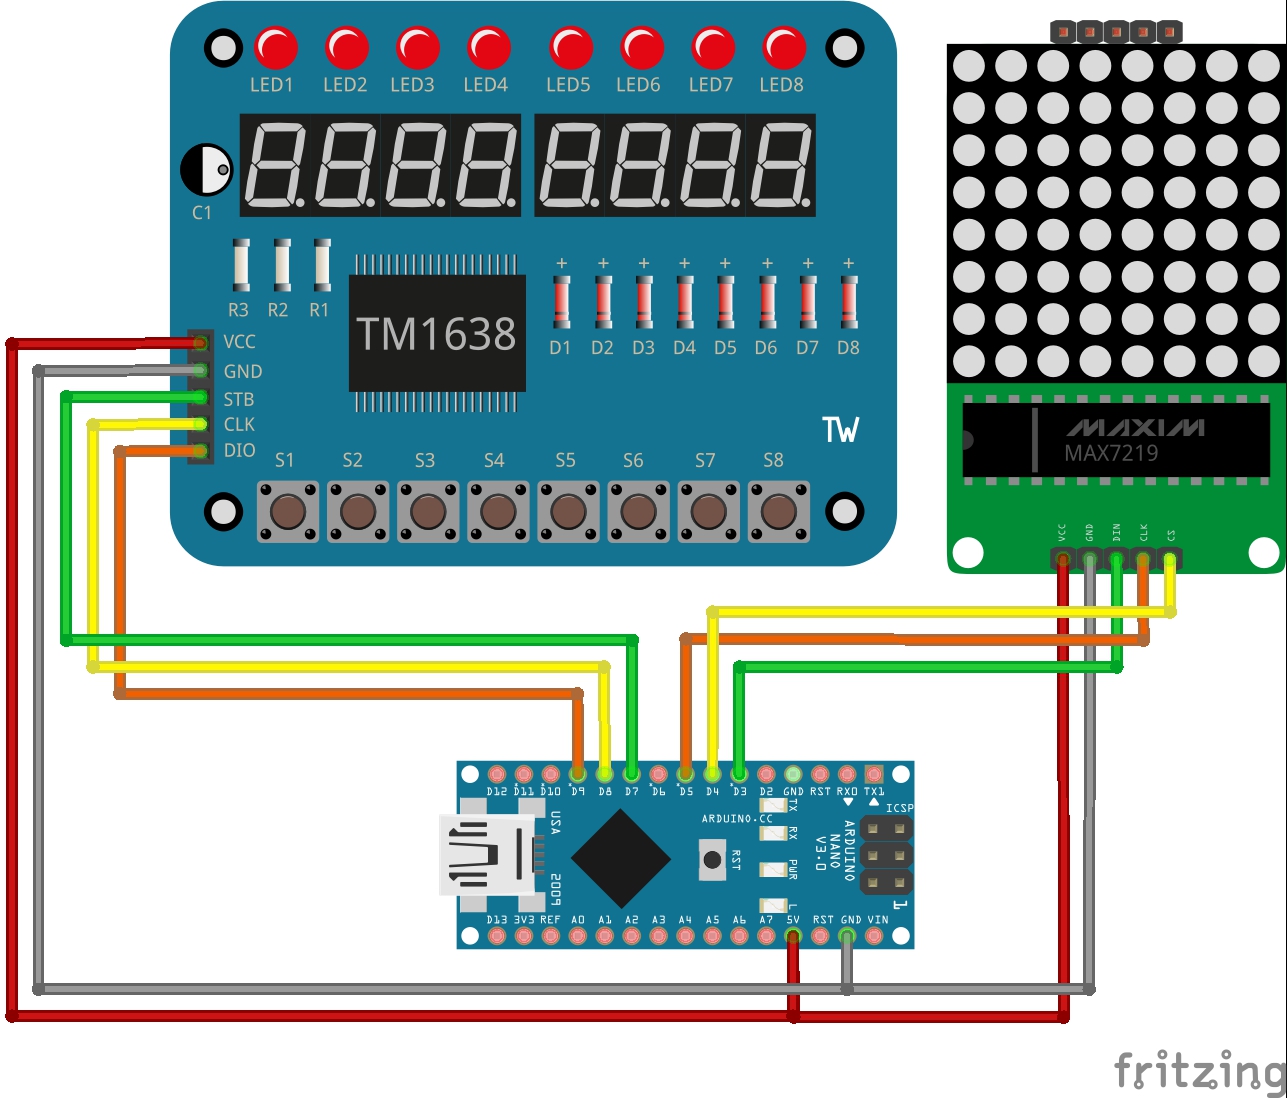 LED1 LED2 LED3 LED4 LED5 LED6 LED7 LED8
C1
R3 R2 R1
TM1638
+ + + + + + + +
D1 D2 D3 D4 D5 D6 D7 D8
VCC
GND
STB
CLK
DIO
TW
S1 S2 S3 S4 S5 S6 S7 S8
MAXIM
MAX7219
VCC GND DIN CLK CS
D12 D11 D10 D9 D8 D7 D6 D5 D4 D3 D2 GND RST RX0 TX1
ICSP
TX
RX
PWR
L
ARDUINO.CC
RST
ARDUINO
NANO
V3.0
1
USA
2009
D13 3V3 REF A0 A1 A2 A3 A4 A5 A6 A7 5V RST GND VIN
fritzing